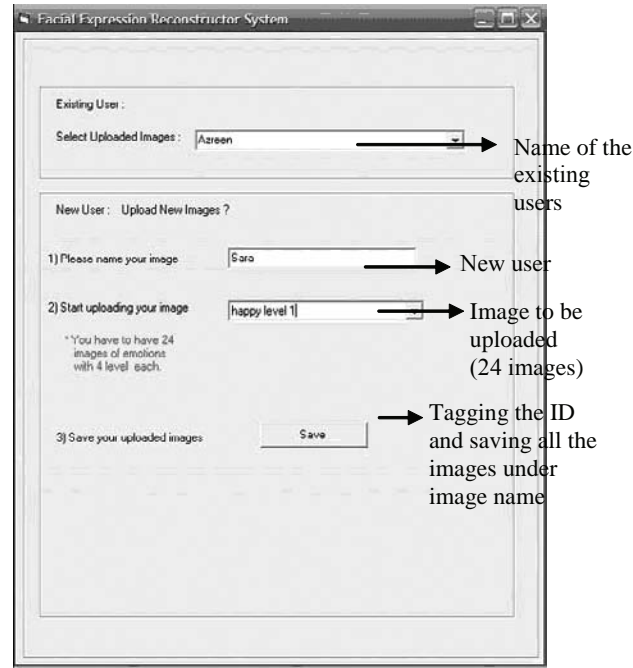 Facial Expression Reconstructor System
Existing User :
Select Uploaded Images : Azreen
Name of the
existing
users
New User : Upload New Images ?
1) Please name your image Sara
New user
2) Start uploading your image happy level 1
Image to be
uploaded
(24 images)
*You have to have 24
images of emotions
with 4 level each.
Tagging the ID
and saving all the
images under
image name
3) Save your uploaded images Save